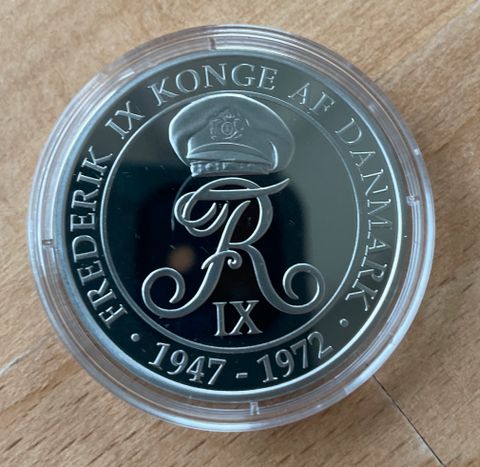 FREDERIK IX KONGE AF DANMARK
FR
IX
· 1947 - 1972 ·